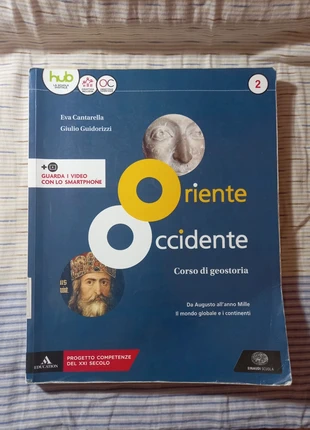 hub
2
Eva Cantarella
Giulio Guidorizzi
GUARDA I VIDEO
CON LO SMARTPHONE
Oriente
Occidente
Corso di geostoria
Da Augusto all'anno Mille
Il mondo globale e i continenti
PROGETTO COMPETENZE
DEL XXI SECOLO
EDUCATION
EINAUDI SCUOLA